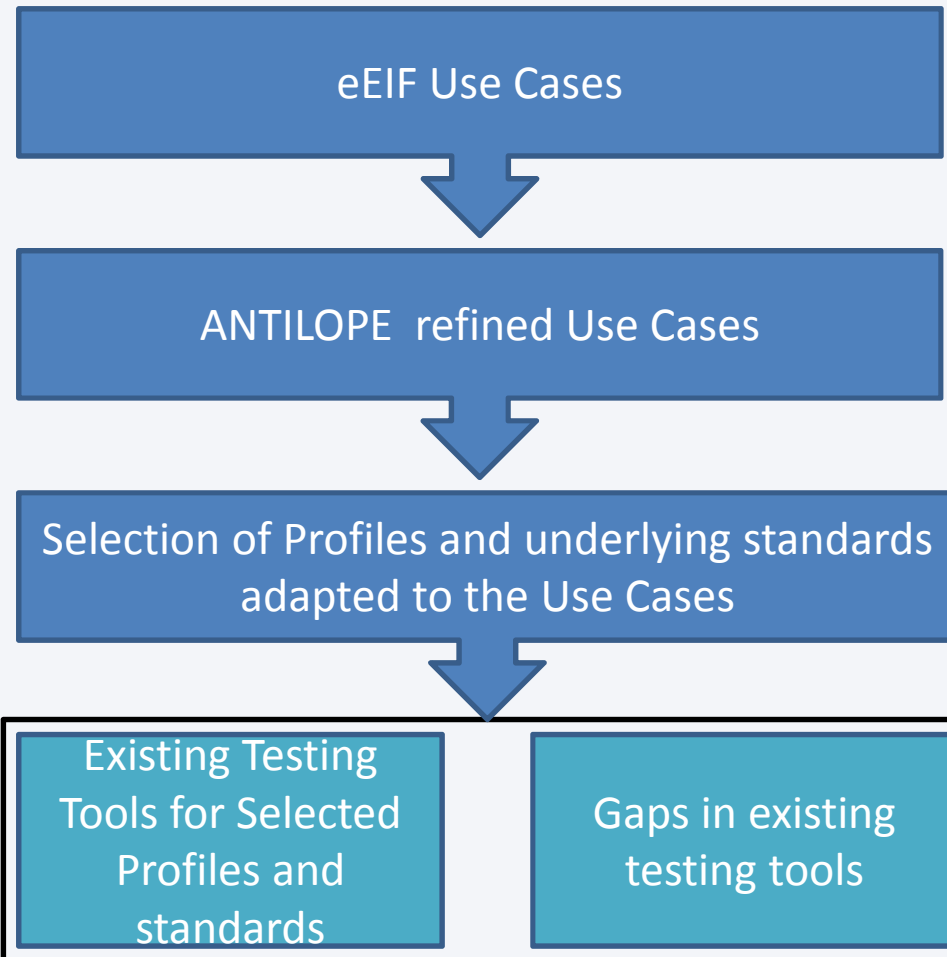 eEIF Use Cases
ANTILOPE  refined Use Cases
Selection of Profiles and underlying standards
adapted to the Use Cases
Existing Testing
Tools for Selected
Profiles and
standards
Gaps in existing
testing tools